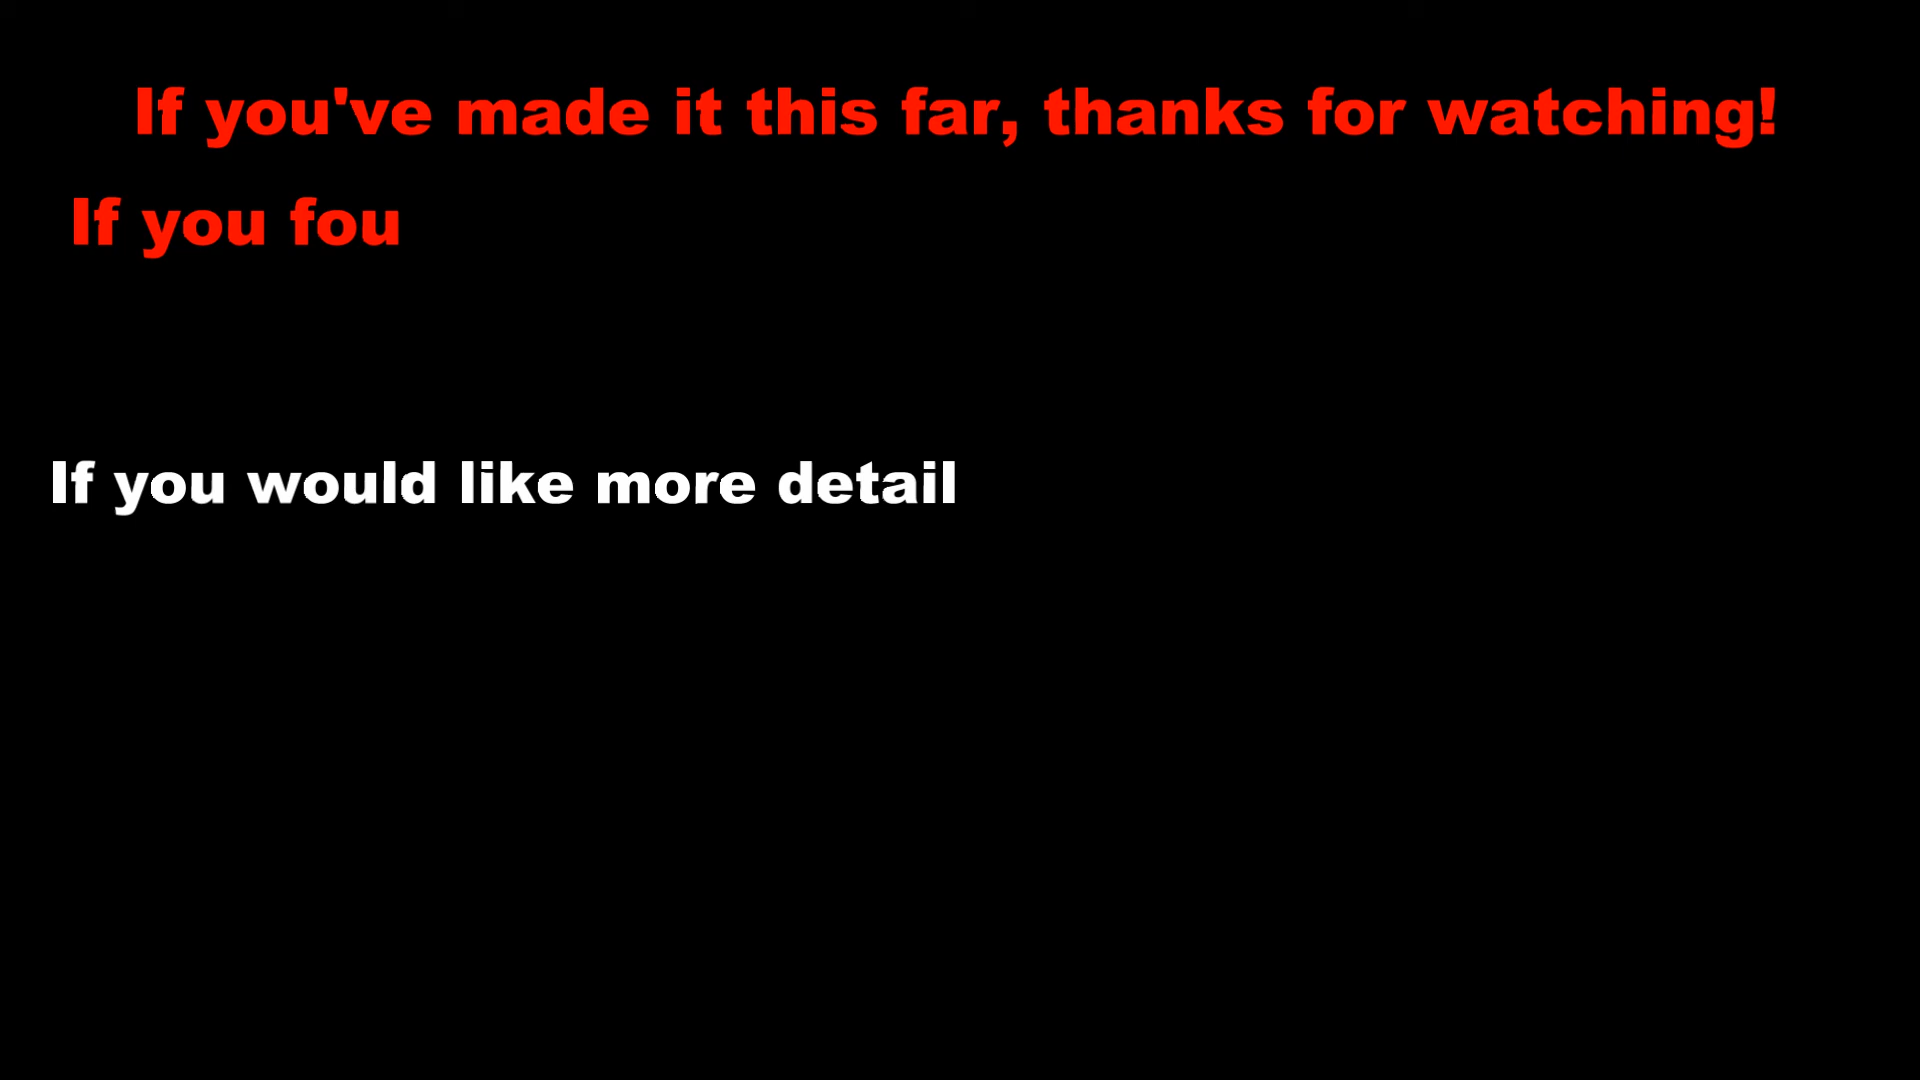 If you've made it this far, thanks for watching!
If you fou
If you would like more detail